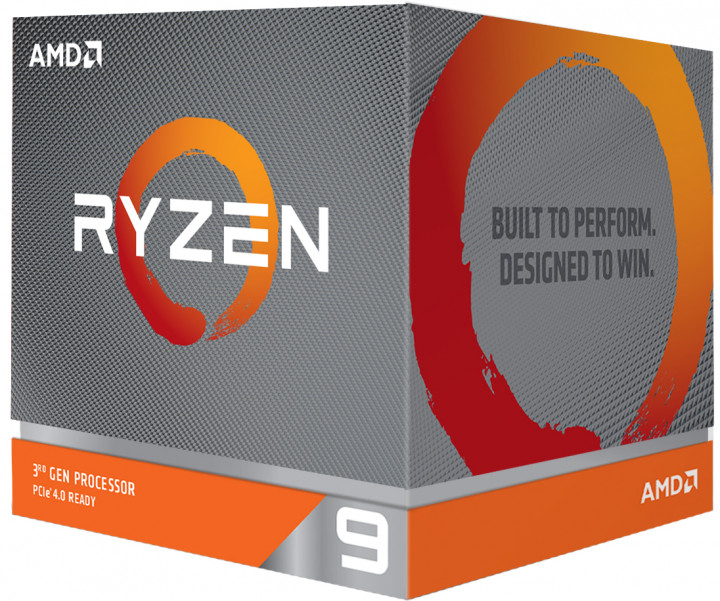 AMD
RYZEN
3RD GEN PROCESSOR
PCIe® 4.0 READY
9
BUILT TO PERFORM.
DESIGNED TO WIN.
AMD